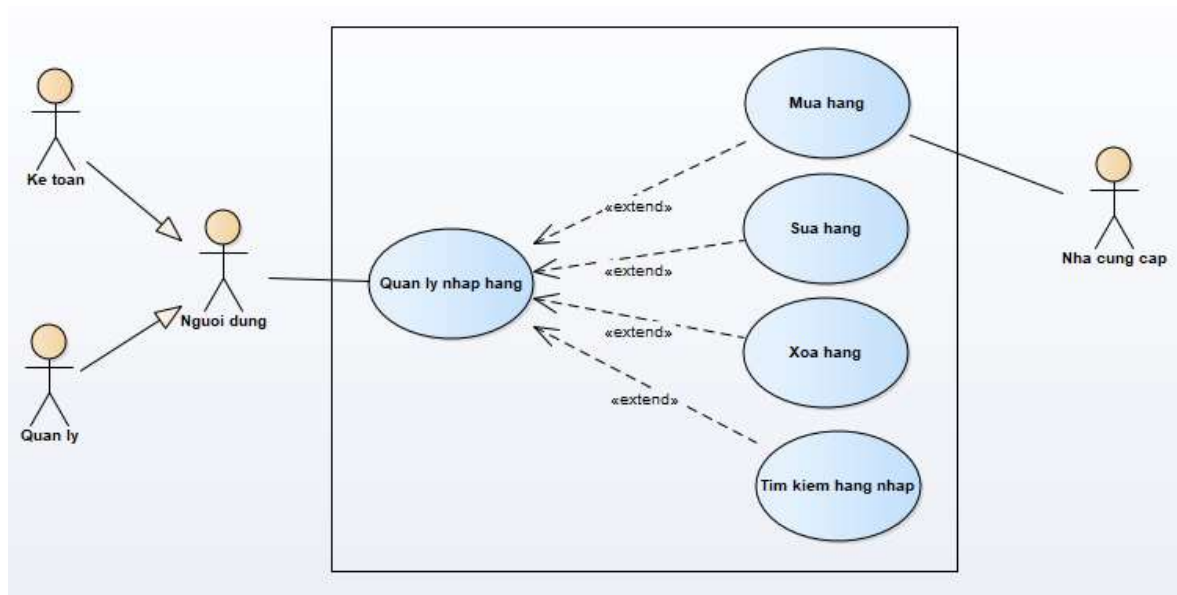 Mua hang
Ke toan
«extend»
Sua hang
Nha cung cap
«extend»
Quan ly nhap hang
Nguoi dung
«extend»
Xoa hang
«extend»
Quan ly
Tim kiem hang nhap